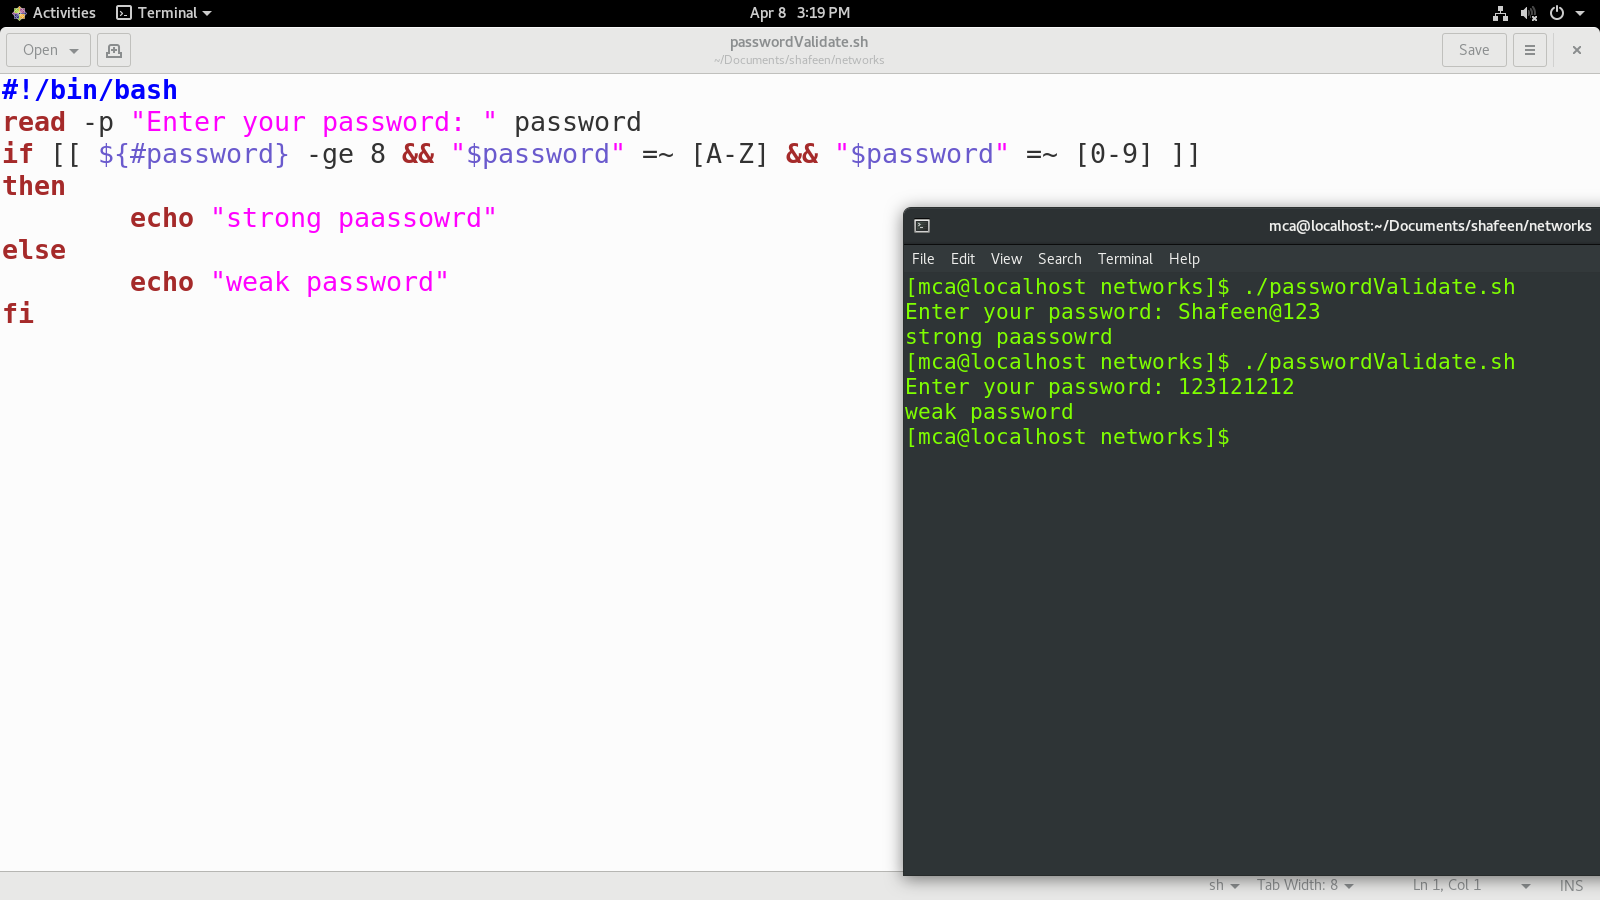 Activities Terminal Apr 8 3:19 PM
Open passwordValidate.sh Save
~/Documents/shafeen/networks
#!/bin/bash
read -p "Enter your password: " password
if [[ ${#password} -ge 8 && "$password" =~ [A-Z] && "$password" =~ [0-9] ]]
then
echo "strong paassowrd"
else
echo "weak password"
fi
mca@localhost:~/Documents/shafeen/networks
File Edit View Search Terminal Help
[mca@localhost networks]$ ./passwordValidate.sh
Enter your password: Shafeen@123
strong paassowrd
[mca@localhost networks]$ ./passwordValidate.sh
Enter your password: 123121212
weak password
[mca@localhost networks]$
sh Tab Width: 8 Ln 1, Col 1 INS